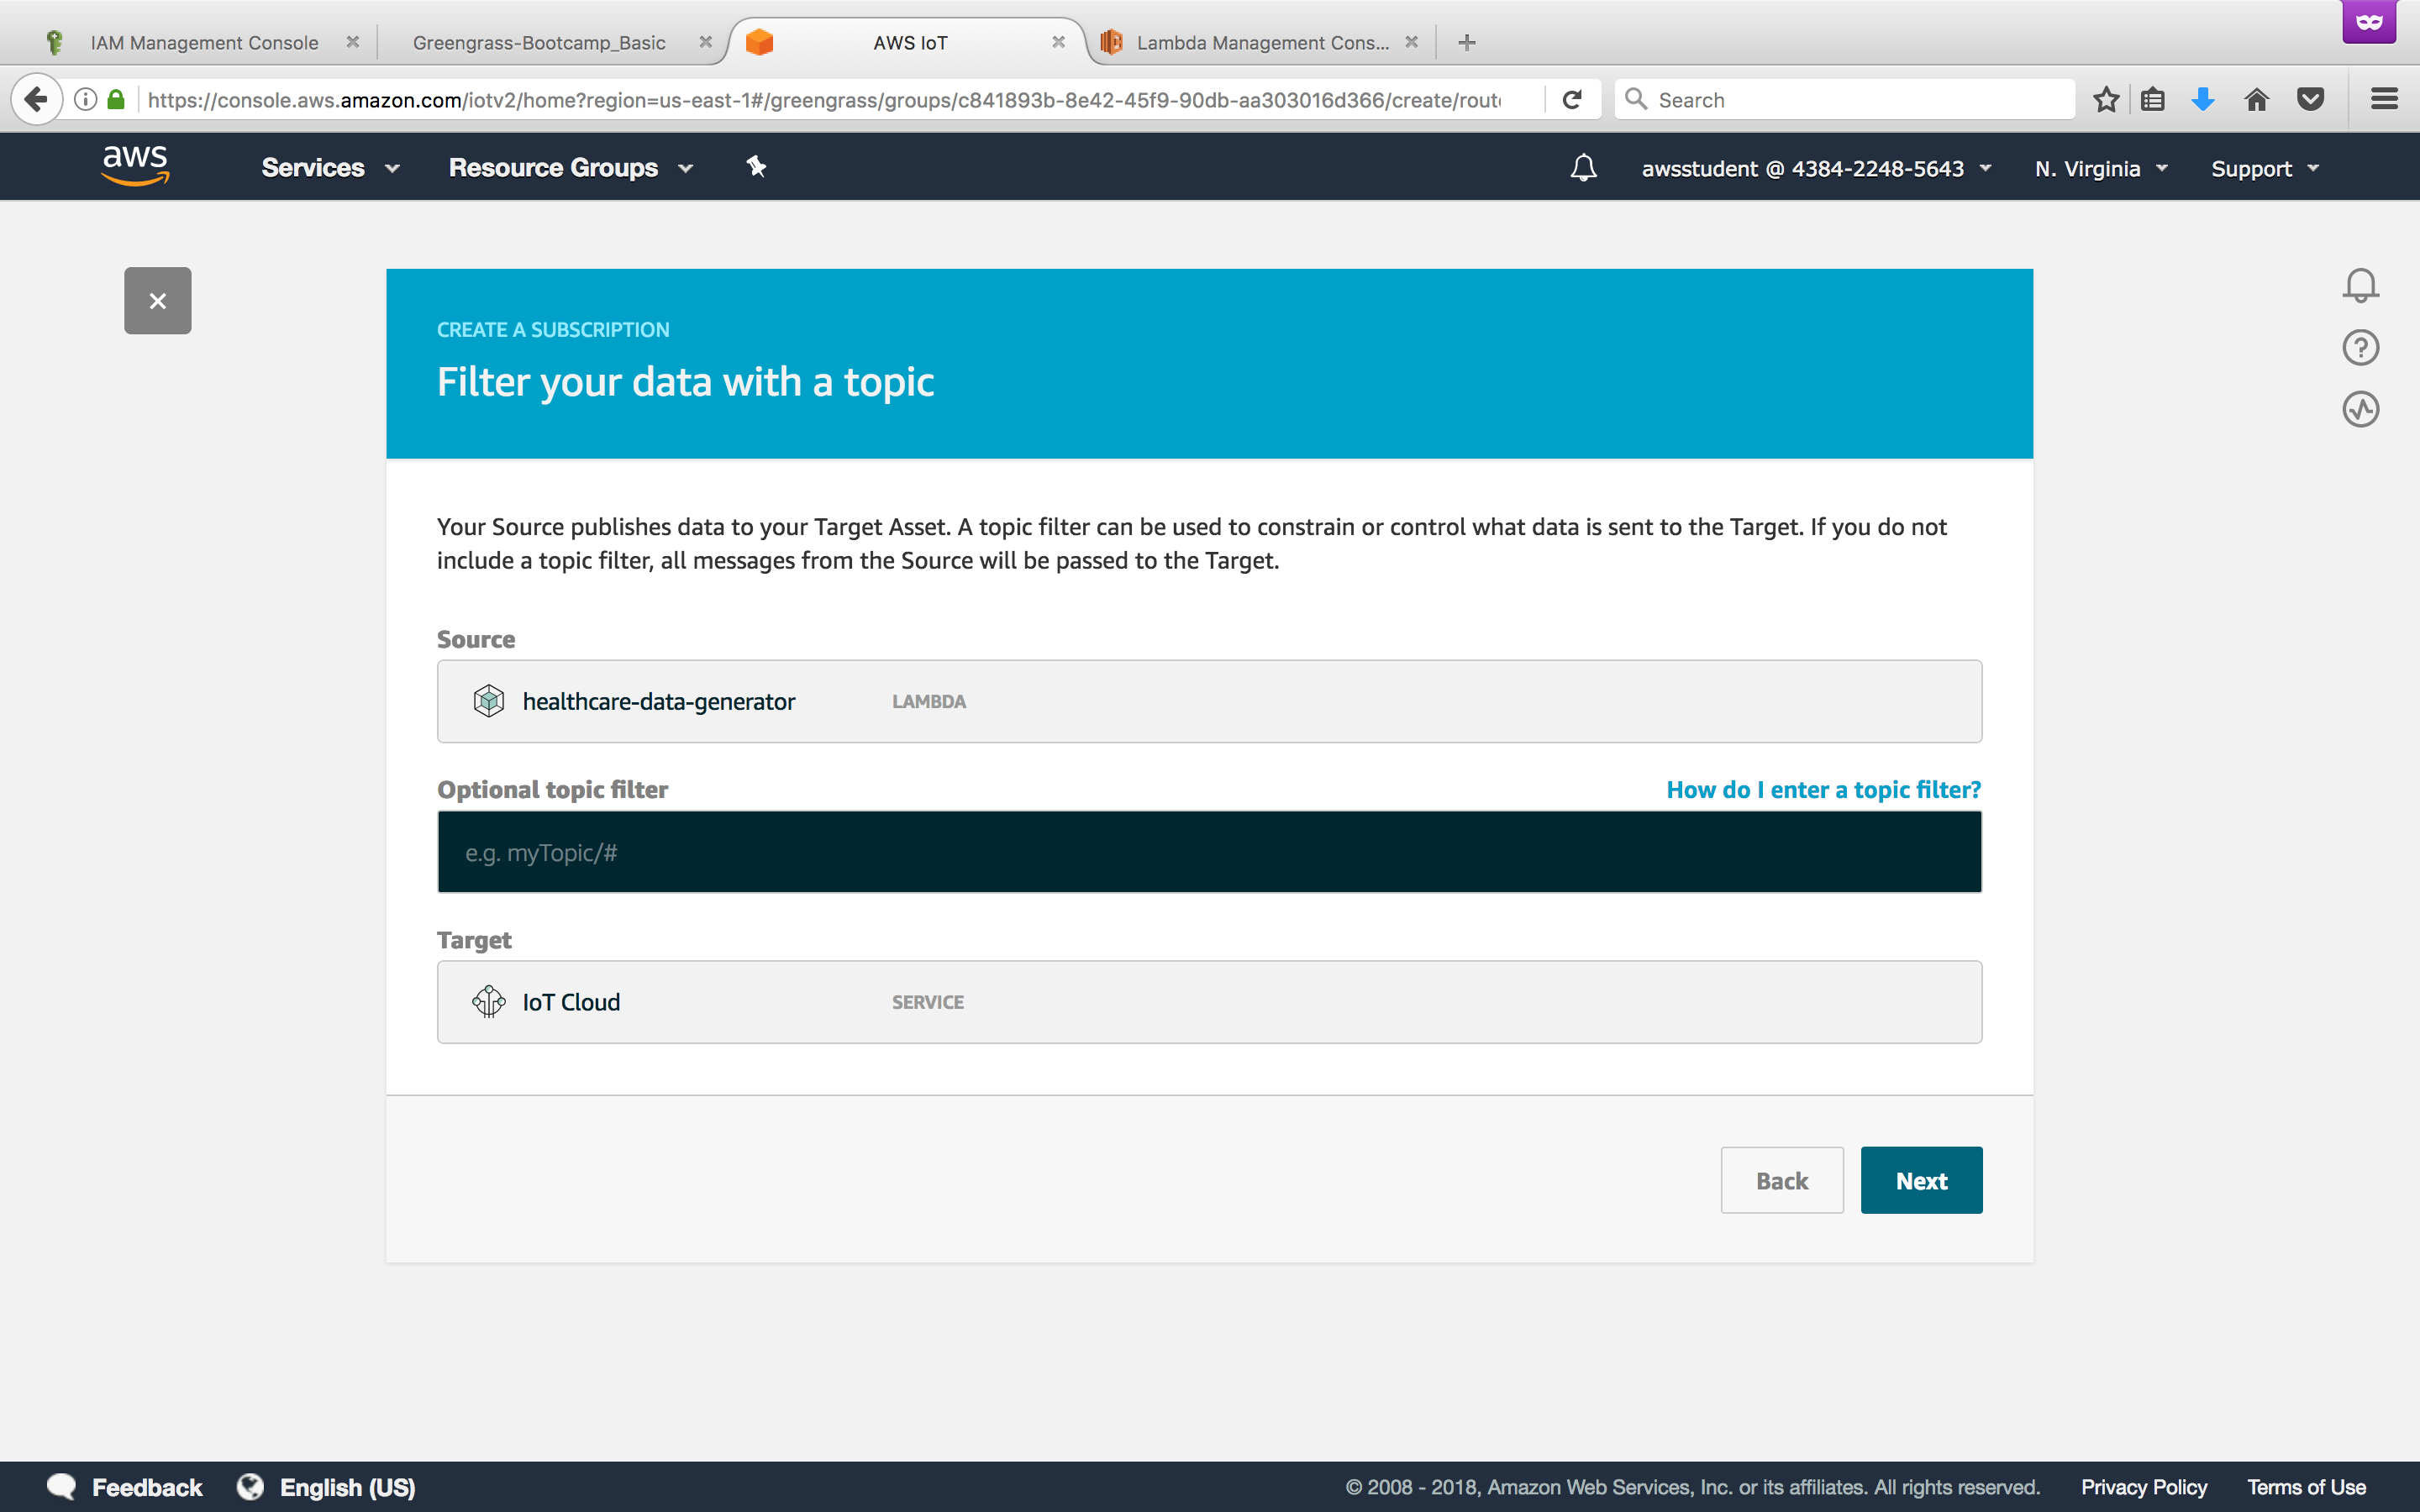 IAM Management Console
Greengrass-Bootcamp_Basic
AWS IoT
Lambda Management Cons...
https://console.aws.amazon.com/iotv2/home?region=us-east-1#/greengrass/groups/c841893b-8e42-45f9-90db-aa303016d366/create/rout
Search
aws
Services
Resource Groups
awsstudent @ 4384-2248-5643
N. Virginia
Support
CREATE A SUBSCRIPTION
Filter your data with a topic
Your Source publishes data to your Target Asset. A topic filter can be used to constrain or control what data is sent to the Target. If you do not
include a topic filter, all messages from the Source will be passed to the Target.
Source
healthcare-data-generator LAMBDA
Optional topic filter
How do I enter a topic filter?
e.g. myTopic/#
Target
IoT Cloud SERVICE
Back
Next
Feedback
English (US)
© 2008 - 2018, Amazon Web Services, Inc. or its affiliates. All rights reserved.
Privacy Policy
Terms of Use